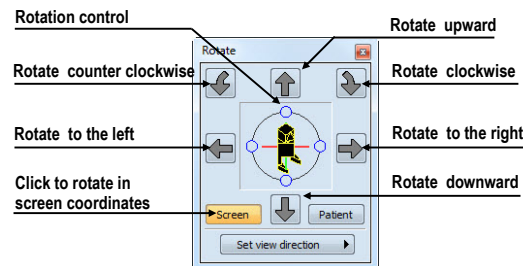 Rotation control
Rotate upward
Rotate
Rotate counter clockwise
Rotate clockwise
Rotate to the left
Rotate to the right
Click to rotate in
screen coordinates
Rotate downward
Screen
Patient
Set view direction